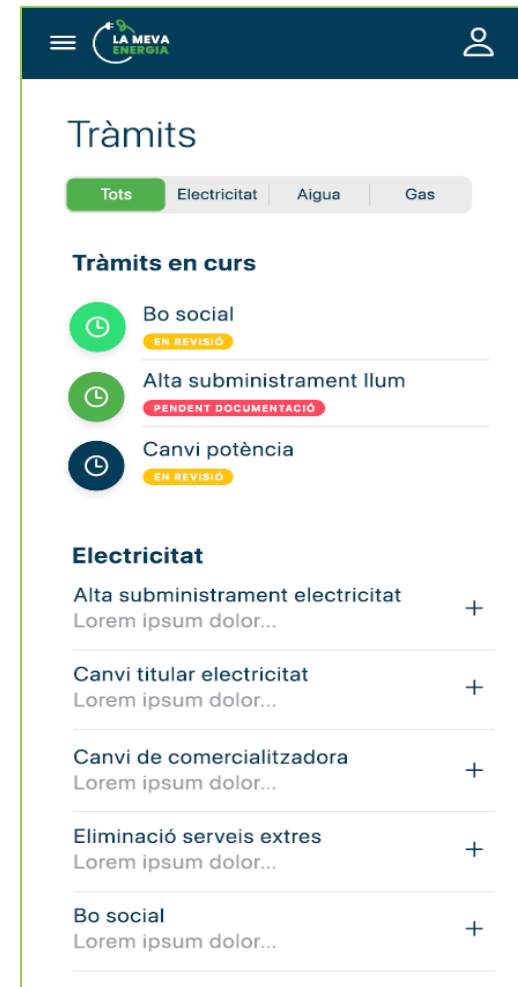 LA MEVA
ENERGIA
Tràmits
Tots Electricitat Aigua Gas
Tràmits en curs
Bo social
EN REVISIÓ
Alta subministrament llum
PENDENT DOCUMENTACIÓ
Canvi potència
EN REVISIÓ
Electricitat
Alta subministrament electricitat
Lorem ipsum dolor...
Canvi titular electricitat
Lorem ipsum dolor...
Canvi de comercialitzadora
Lorem ipsum dolor...
Eliminació serveis extres
Lorem ipsum dolor...
Bo social
Lorem ipsum dolor...